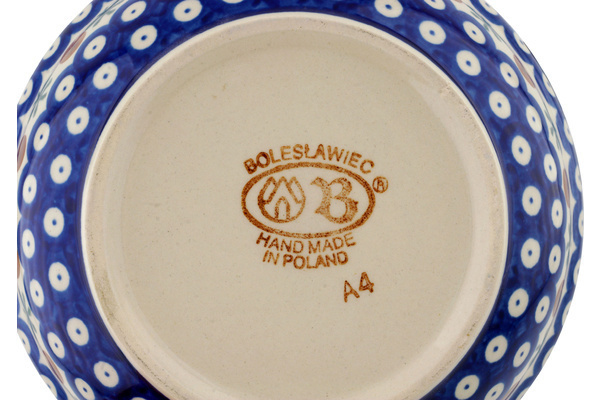 BOLESŁAWIEC
B ®
HAND MADE
IN POLAND
A4